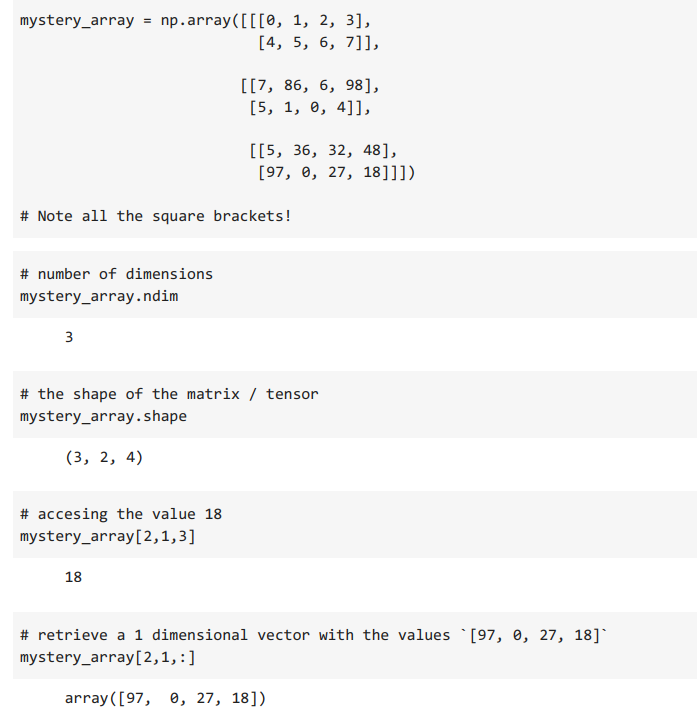 mystery_array = np.array([[[0, 1, 2, 3],
[4, 5, 6, 7]],
[[7, 86, 6, 98],
[5, 1, 0, 4]],
[[5, 36, 32, 48],
[97, 0, 27, 18]]])
# Note all the square brackets!
# number of dimensions
mystery_array.ndim
3
# the shape of the matrix / tensor
mystery_array.shape
(3, 2, 4)
# accesing the value 18
mystery_array[2,1,3]
18
# retrieve a 1 dimensional vector with the values `[97, 0, 27, 18]`
mystery_array[2,1,:]
array([97,  0, 27, 18])